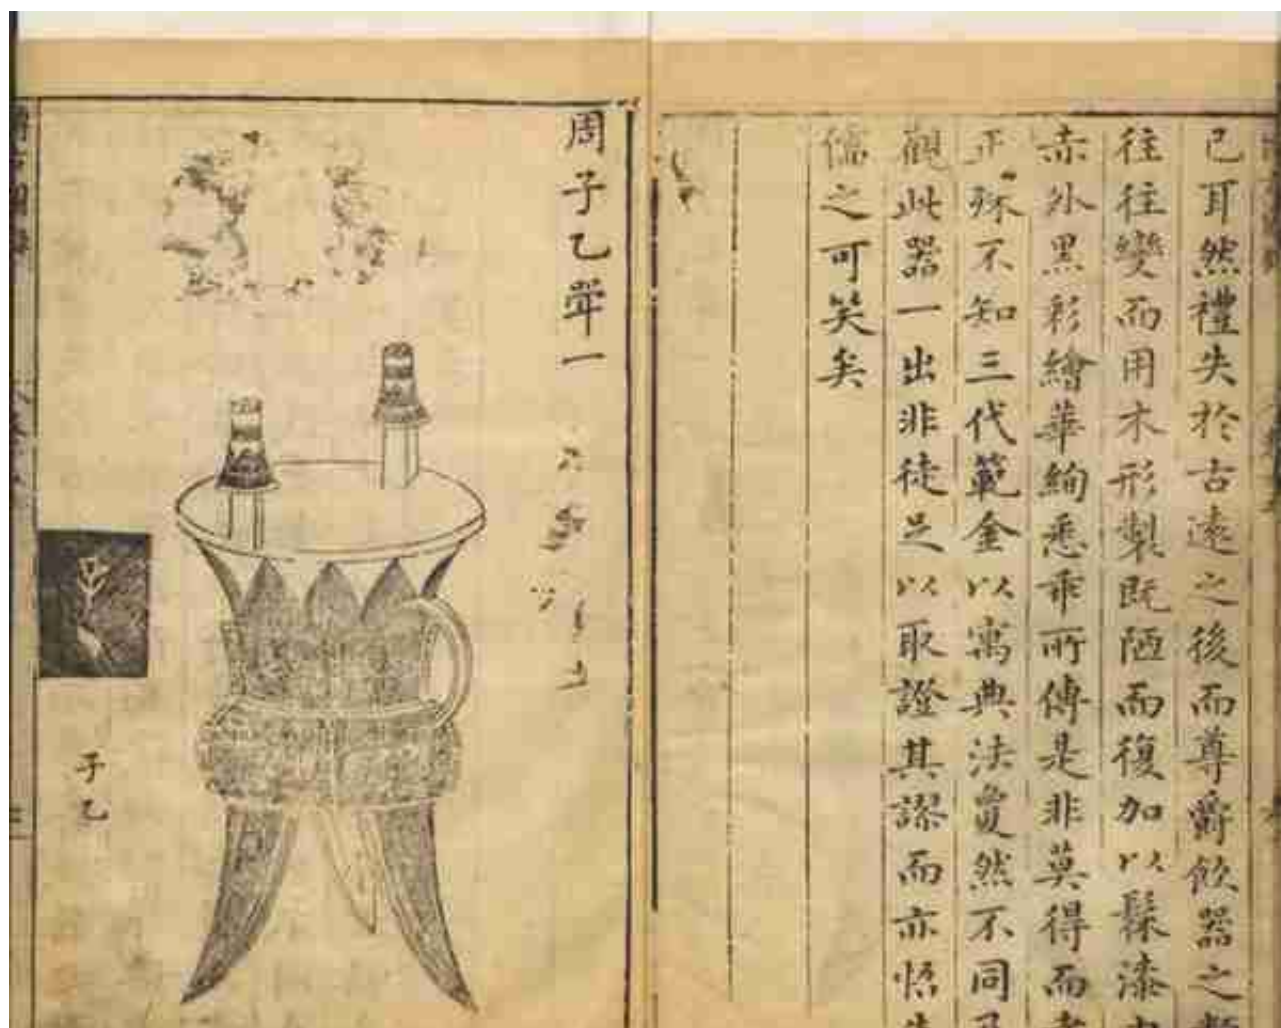 已耳然禮失於古遠之後而尊爵飲器之
往往變而用木形製既陋而復加以髹漆
赤外黑彩繪華絢悉乖所傳是非莫得而
正殊不知三代範金以寓典法敻然不同
觀此器一出非徒足以取證其謬而亦悟
儒之可笑矣
周子乙斝一
子乙